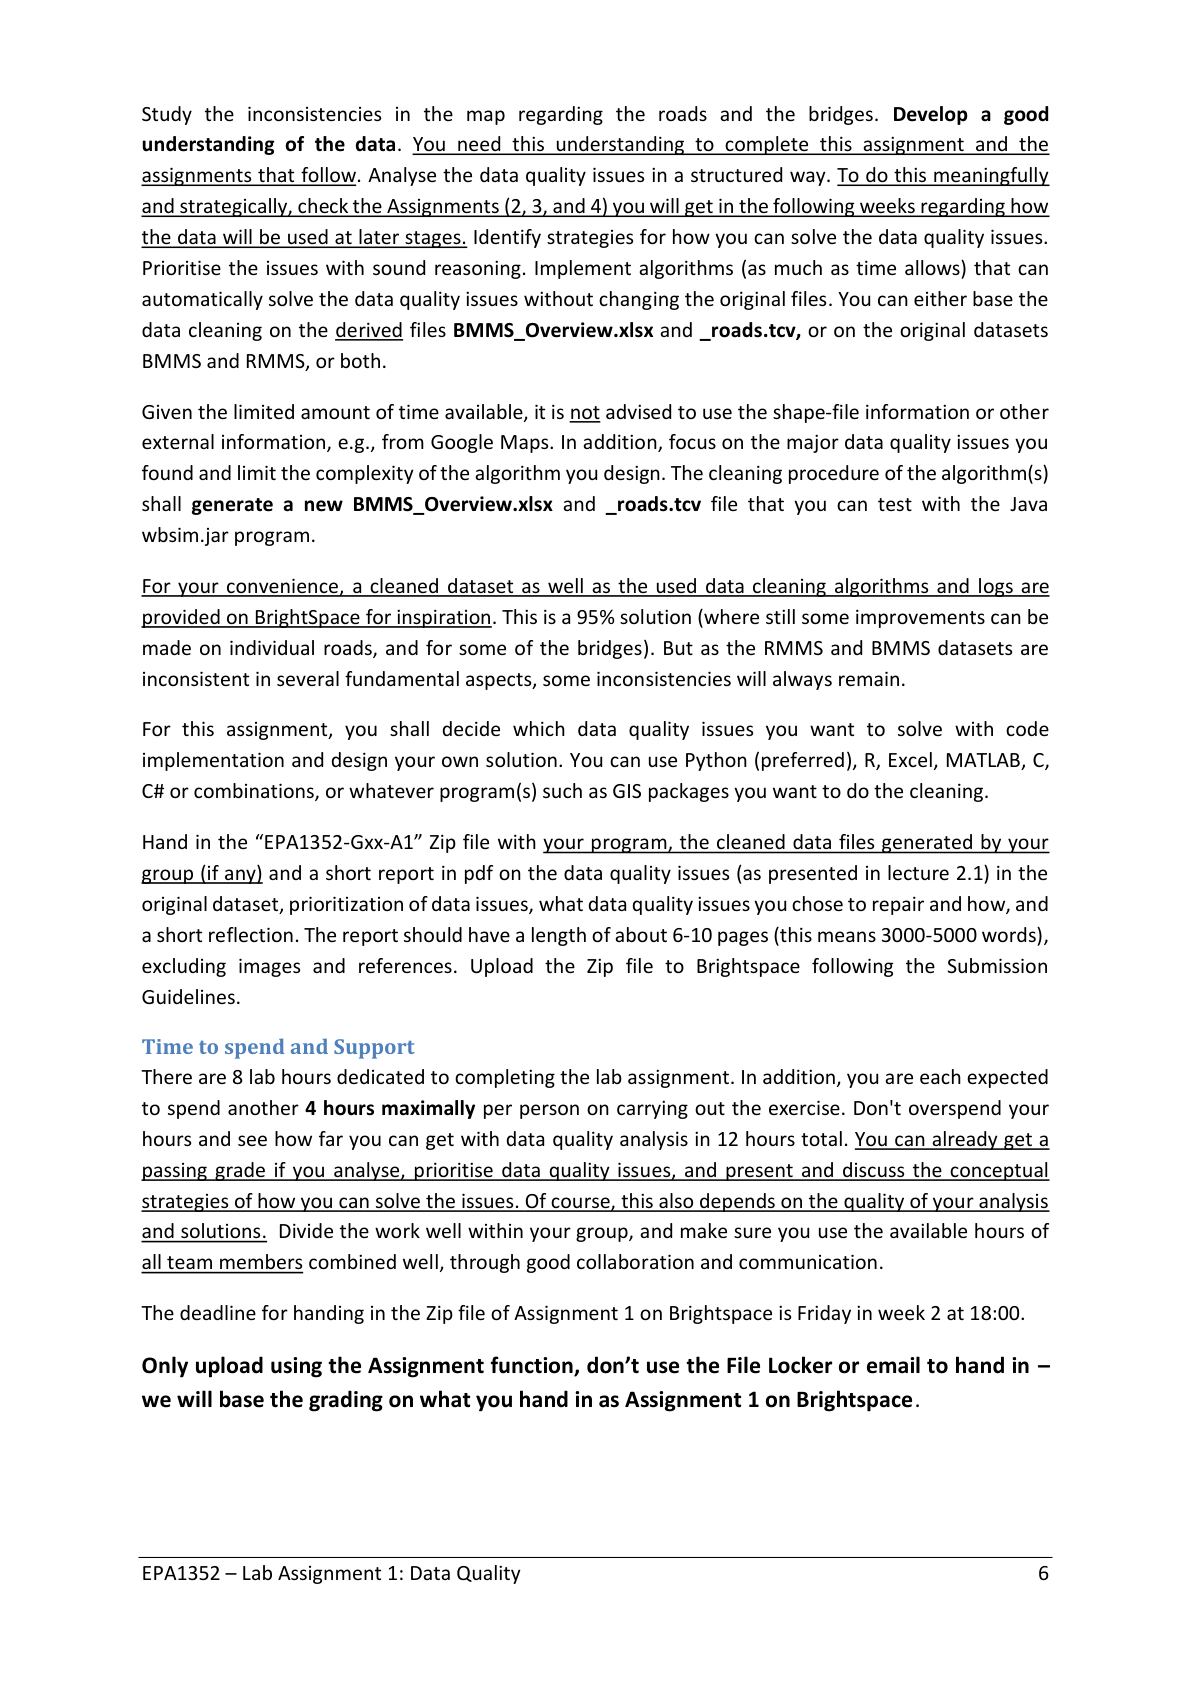 Study the inconsistencies in the map regarding the roads and the bridges. Develop a good
understanding of the data. You need this understanding to complete this assignment and the
assignments that follow. Analyse the data quality issues in a structured way. To do this meaningfully
and strategically, check the Assignments (2, 3, and 4) you will get in the following weeks regarding how
the data will be used at later stages. Identify strategies for how you can solve the data quality issues.
Prioritise the issues with sound reasoning. Implement algorithms (as much as time allows) that can
automatically solve the data quality issues without changing the original files. You can either base the
data cleaning on the derived files BMMS_Overview.xlsx and _roads.tcv, or on the original datasets
BMMS and RMMS, or both.
Given the limited amount of time available, it is not advised to use the shape-file information or other
external information, e.g., from Google Maps. In addition, focus on the major data quality issues you
found and limit the complexity of the algorithm you design. The cleaning procedure of the algorithm(s)
shall generate a new BMMS_Overview.xlsx and _roads.tcv file that you can test with the Java
wbsim.jar program.
For your convenience, a cleaned dataset as well as the used data cleaning algorithms and logs are
provided on BrightSpace for inspiration. This is a 95% solution (where still some improvements can be
made on individual roads, and for some of the bridges). But as the RMMS and BMMS datasets are
inconsistent in several fundamental aspects, some inconsistencies will always remain.
For this assignment, you shall decide which data quality issues you want to solve with code
implementation and design your own solution. You can use Python (preferred), R, Excel, MATLAB, C,
C# or combinations, or whatever program(s) such as GIS packages you want to do the cleaning.
Hand in the “EPA1352-Gxx-A1” Zip file with your program, the cleaned data files generated by your
group (if any) and a short report in pdf on the data quality issues (as presented in lecture 2.1) in the
original dataset, prioritization of data issues, what data quality issues you chose to repair and how, and
a short reflection. The report should have a length of about 6-10 pages (this means 3000-5000 words),
excluding images and references. Upload the Zip file to Brightspace following the Submission
Guidelines.
Time to spend and Support
There are 8 lab hours dedicated to completing the lab assignment. In addition, you are each expected
to spend another 4 hours maximally per person on carrying out the exercise. Don't overspend your
hours and see how far you can get with data quality analysis in 12 hours total. You can already get a
passing grade if you analyse, prioritise data quality issues, and present and discuss the conceptual
strategies of how you can solve the issues. Of course, this also depends on the quality of your analysis
and solutions. Divide the work well within your group, and make sure you use the available hours of
all team members combined well, through good collaboration and communication.
The deadline for handing in the Zip file of Assignment 1 on Brightspace is Friday in week 2 at 18:00.
Only upload using the Assignment function, don’t use the File Locker or email to hand in –
we will base the grading on what you hand in as Assignment 1 on Brightspace.
EPA1352 – Lab Assignment 1: Data Quality 6